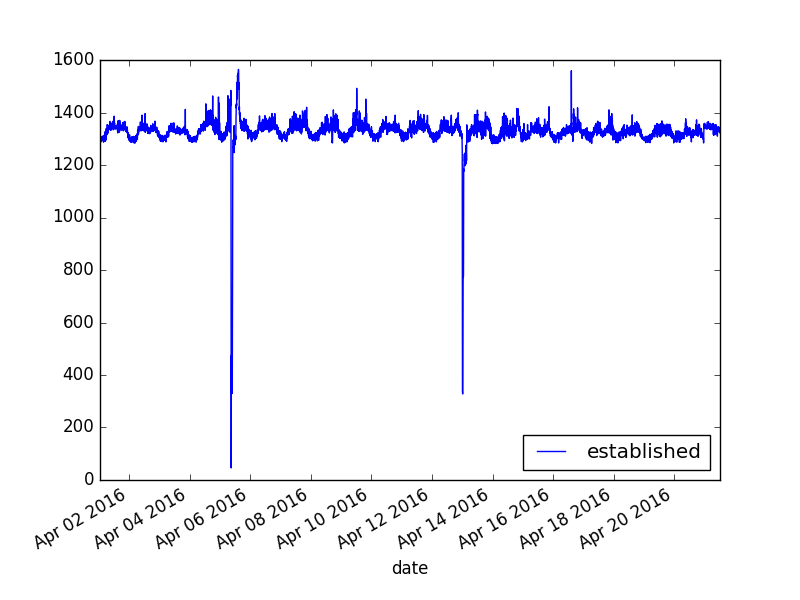 1600
1400
1200
1000
800
600
400
200
0
established
Apr 02 2016
Apr 04 2016
Apr 06 2016
Apr 08 2016
Apr 10 2016
Apr 12 2016
Apr 14 2016
Apr 16 2016
Apr 18 2016
Apr 20 2016
date